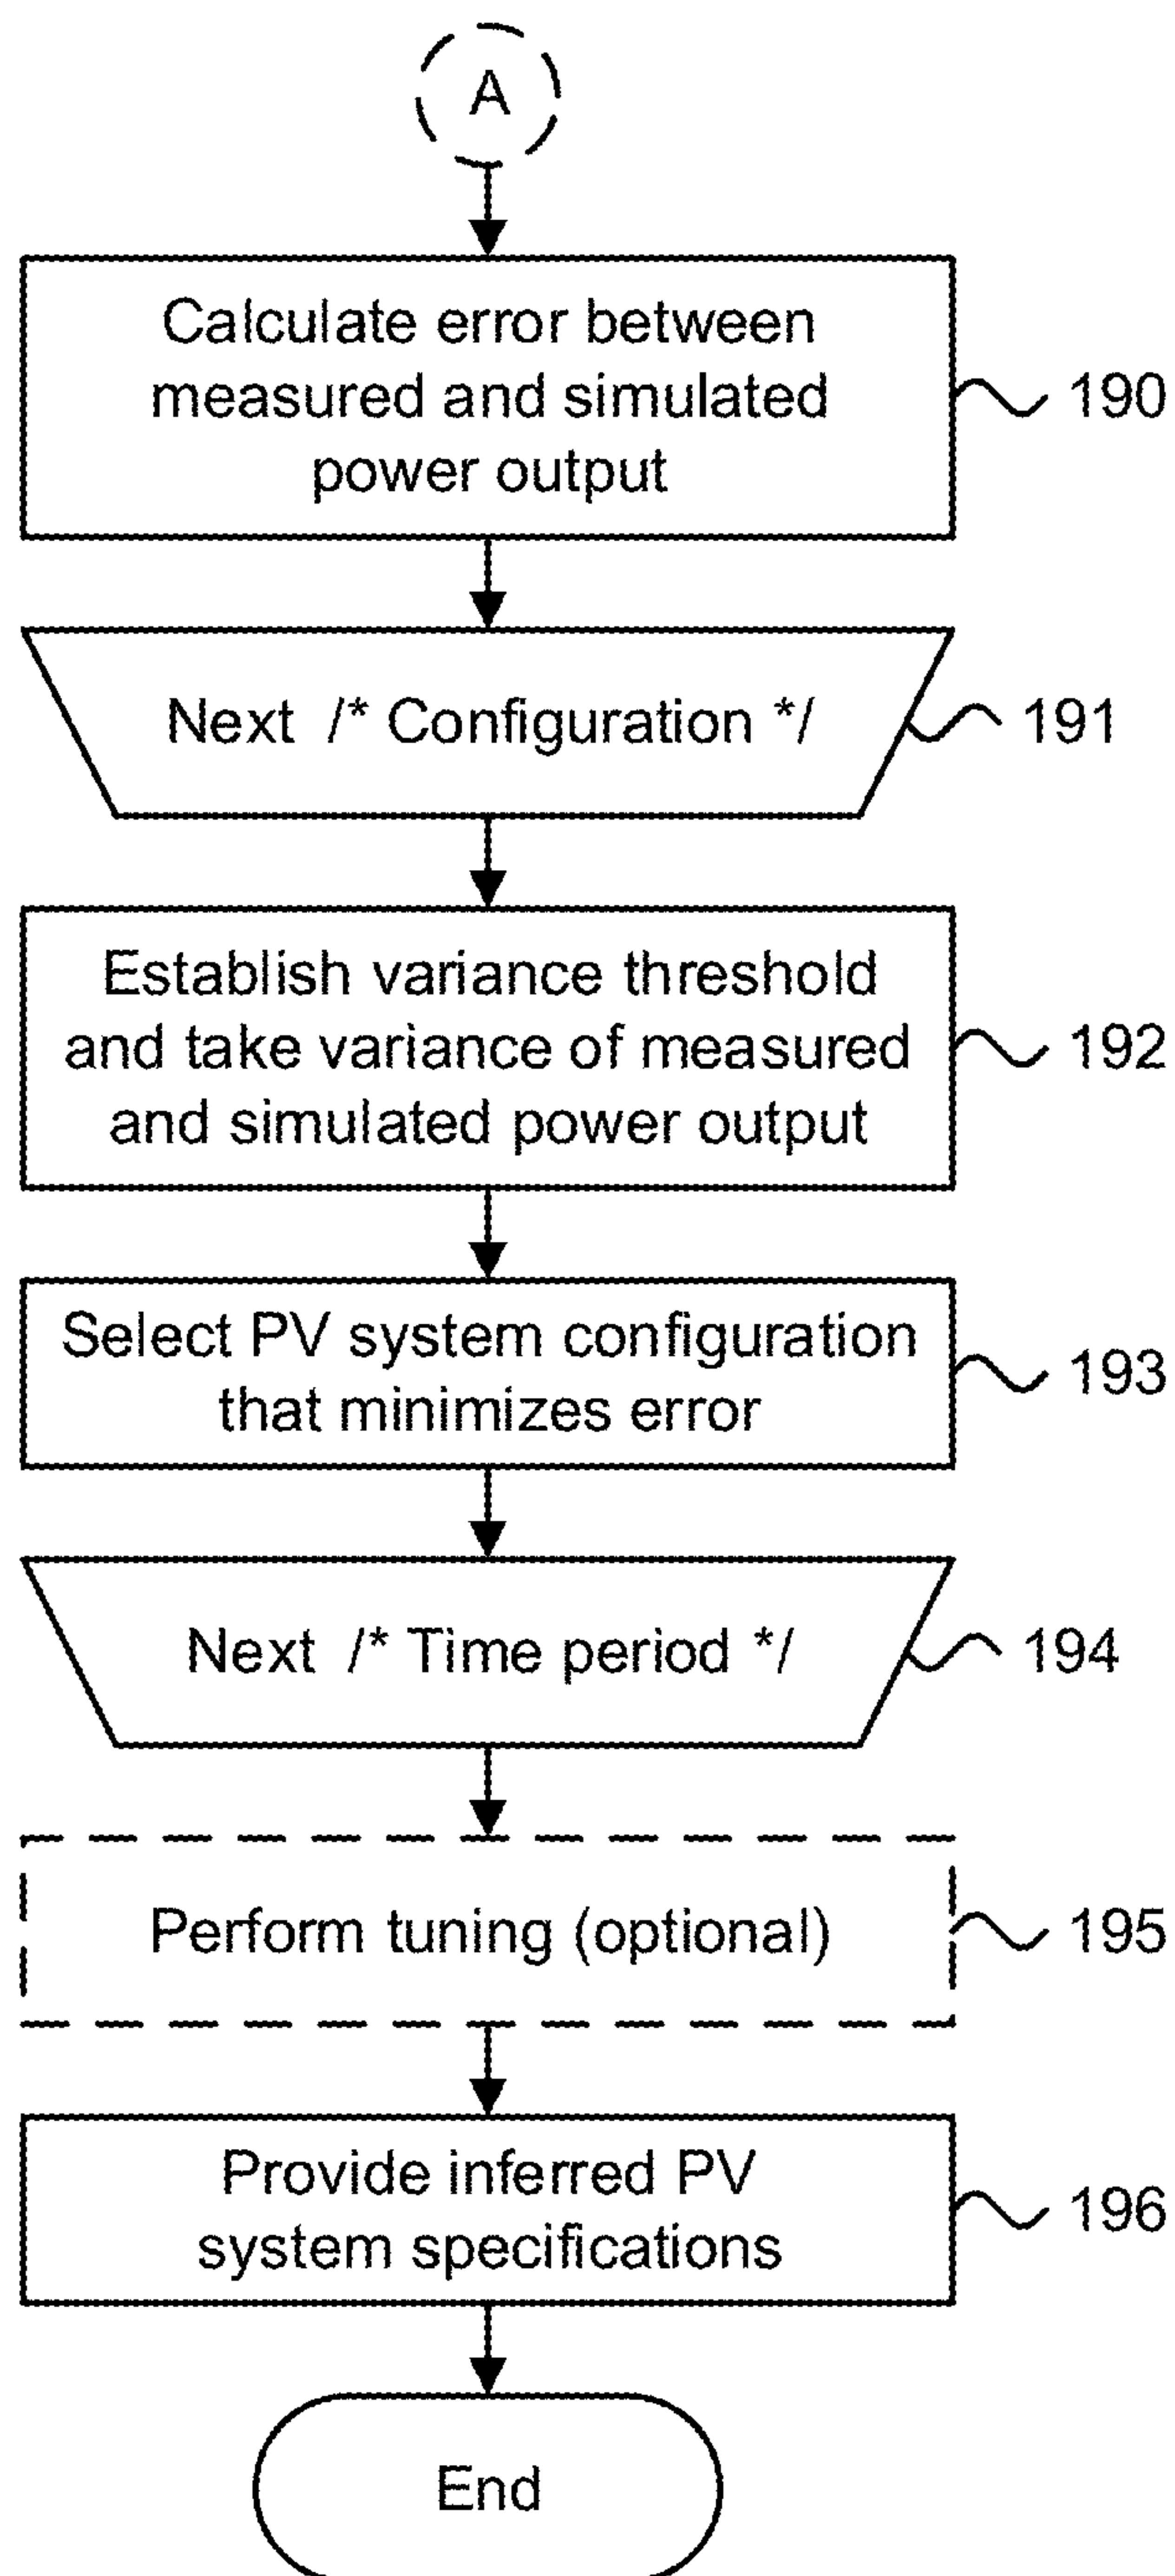 A
Calculate error between
measured and simulated
power output
190
Next /* Configuration */
191
Establish variance threshold
and take variance of measured
and simulated power output
192
Select PV system configuration
that minimizes error
193
Next /* Time period */
194
Perform tuning (optional)
195
Provide inferred PV
system specifications
196
End